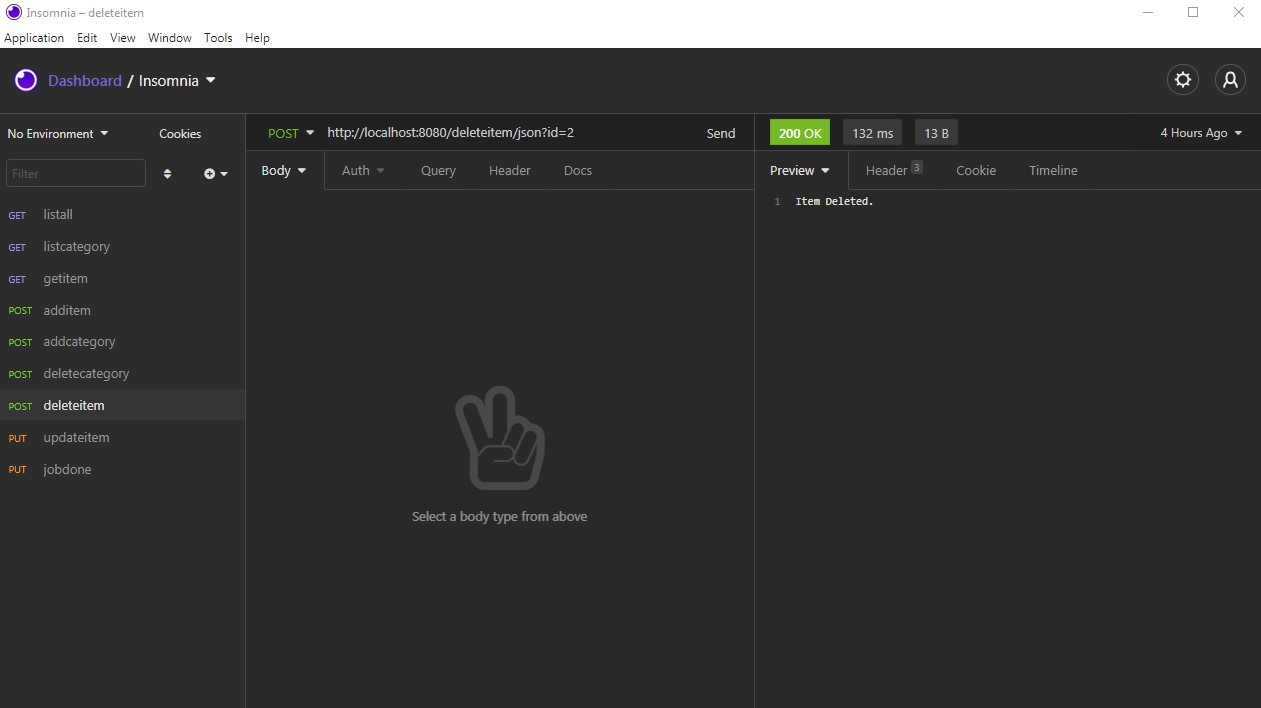 Insomnia – deleteitem
Application Edit View Window Tools Help
Dashboard / Insomnia
No Environment Cookies
Filter
GET listall
GET listcategory
GET getitem
POST additem
POST addcategory
POST deletecategory
POST deleteitem
PUT updateitem
PUT jobdone
POST http://localhost:8080/deleteitem/json?id=2 Send
Body Auth Query Header Docs
Select a body type from above
200 OK 132 ms 13 B 4 Hours Ago
Preview Header 3 Cookie Timeline
1 Item Deleted.